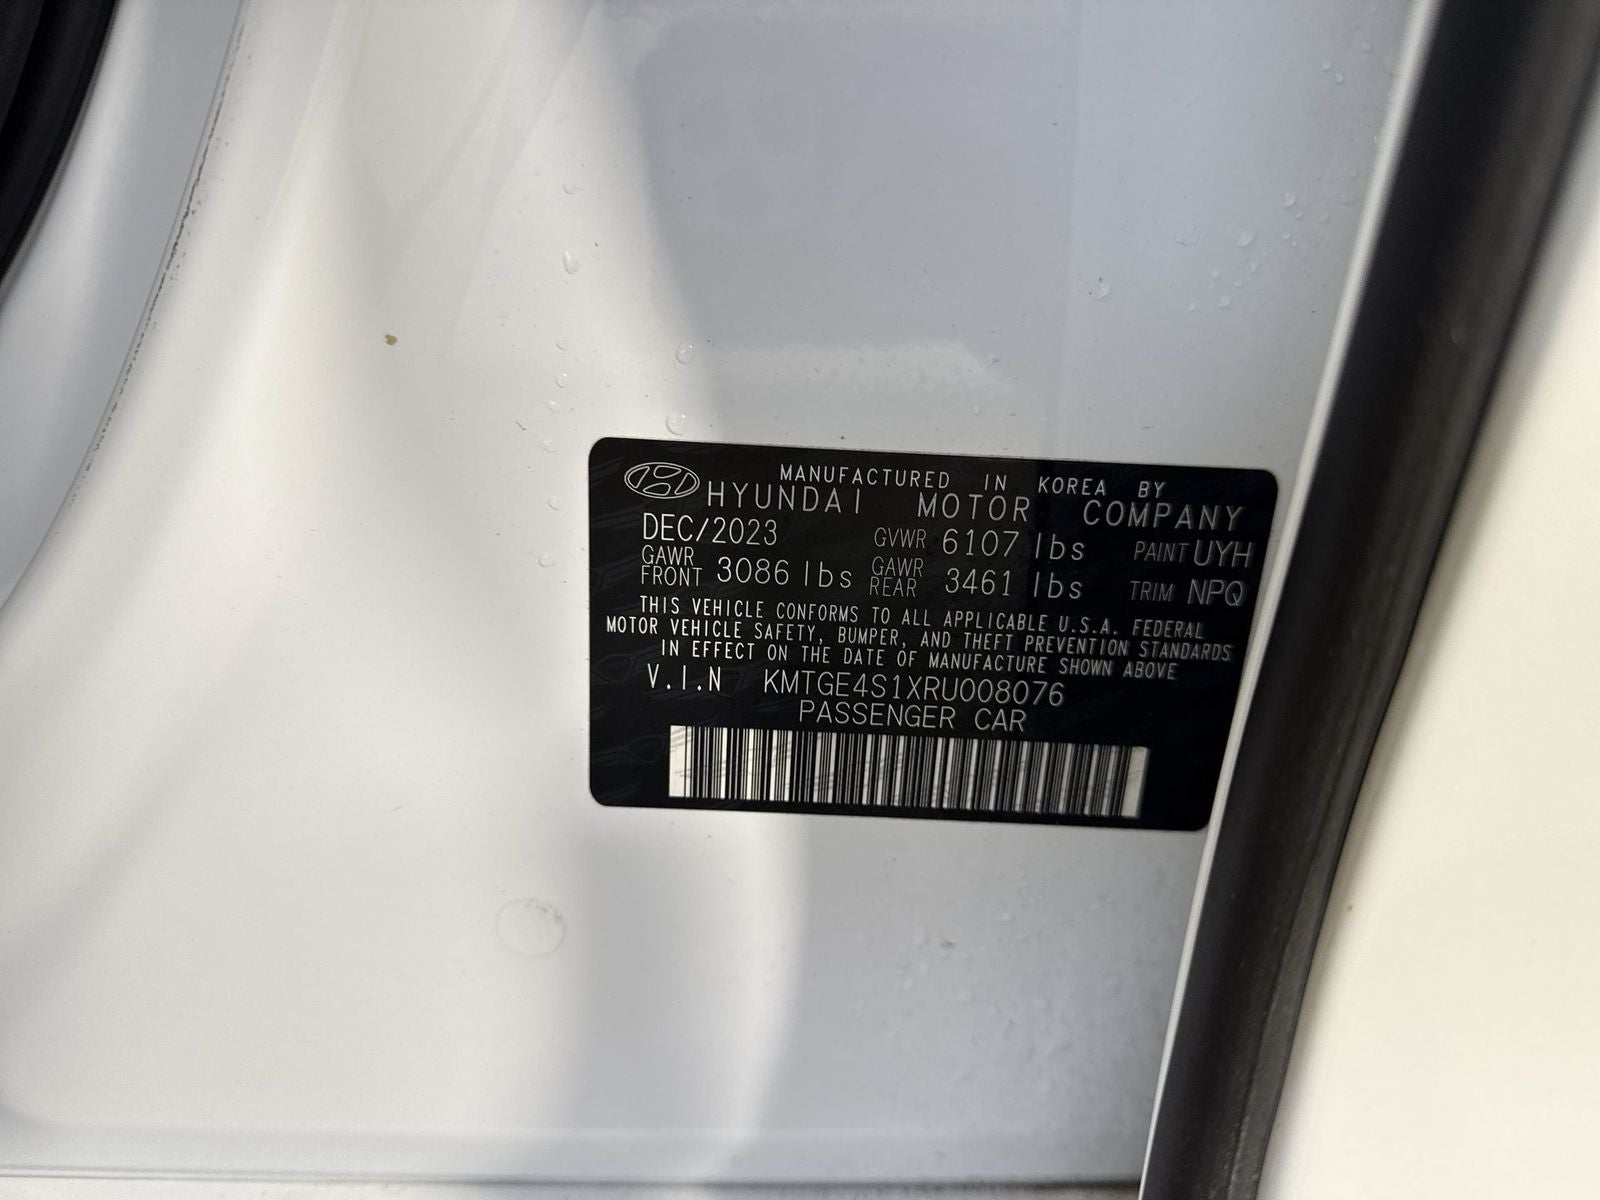 MANUFACTURED IN KOREA BY
HYUNDAI MOTOR COMPANY
DEC/2023 GVWR 6107 lbs PAINT UYH
GAWR FRONT 3086 lbs GAWR REAR 3461 lbs TRIM NPQ
THIS VEHICLE CONFORMS TO ALL APPLICABLE U.S.A. FEDERAL
MOTOR VEHICLE SAFETY, BUMPER, AND THEFT PREVENTION STANDARDS
IN EFFECT ON THE DATE OF MANUFACTURE SHOWN ABOVE
V.I.N KMTGE4S1XRU008076
PASSENGER CAR